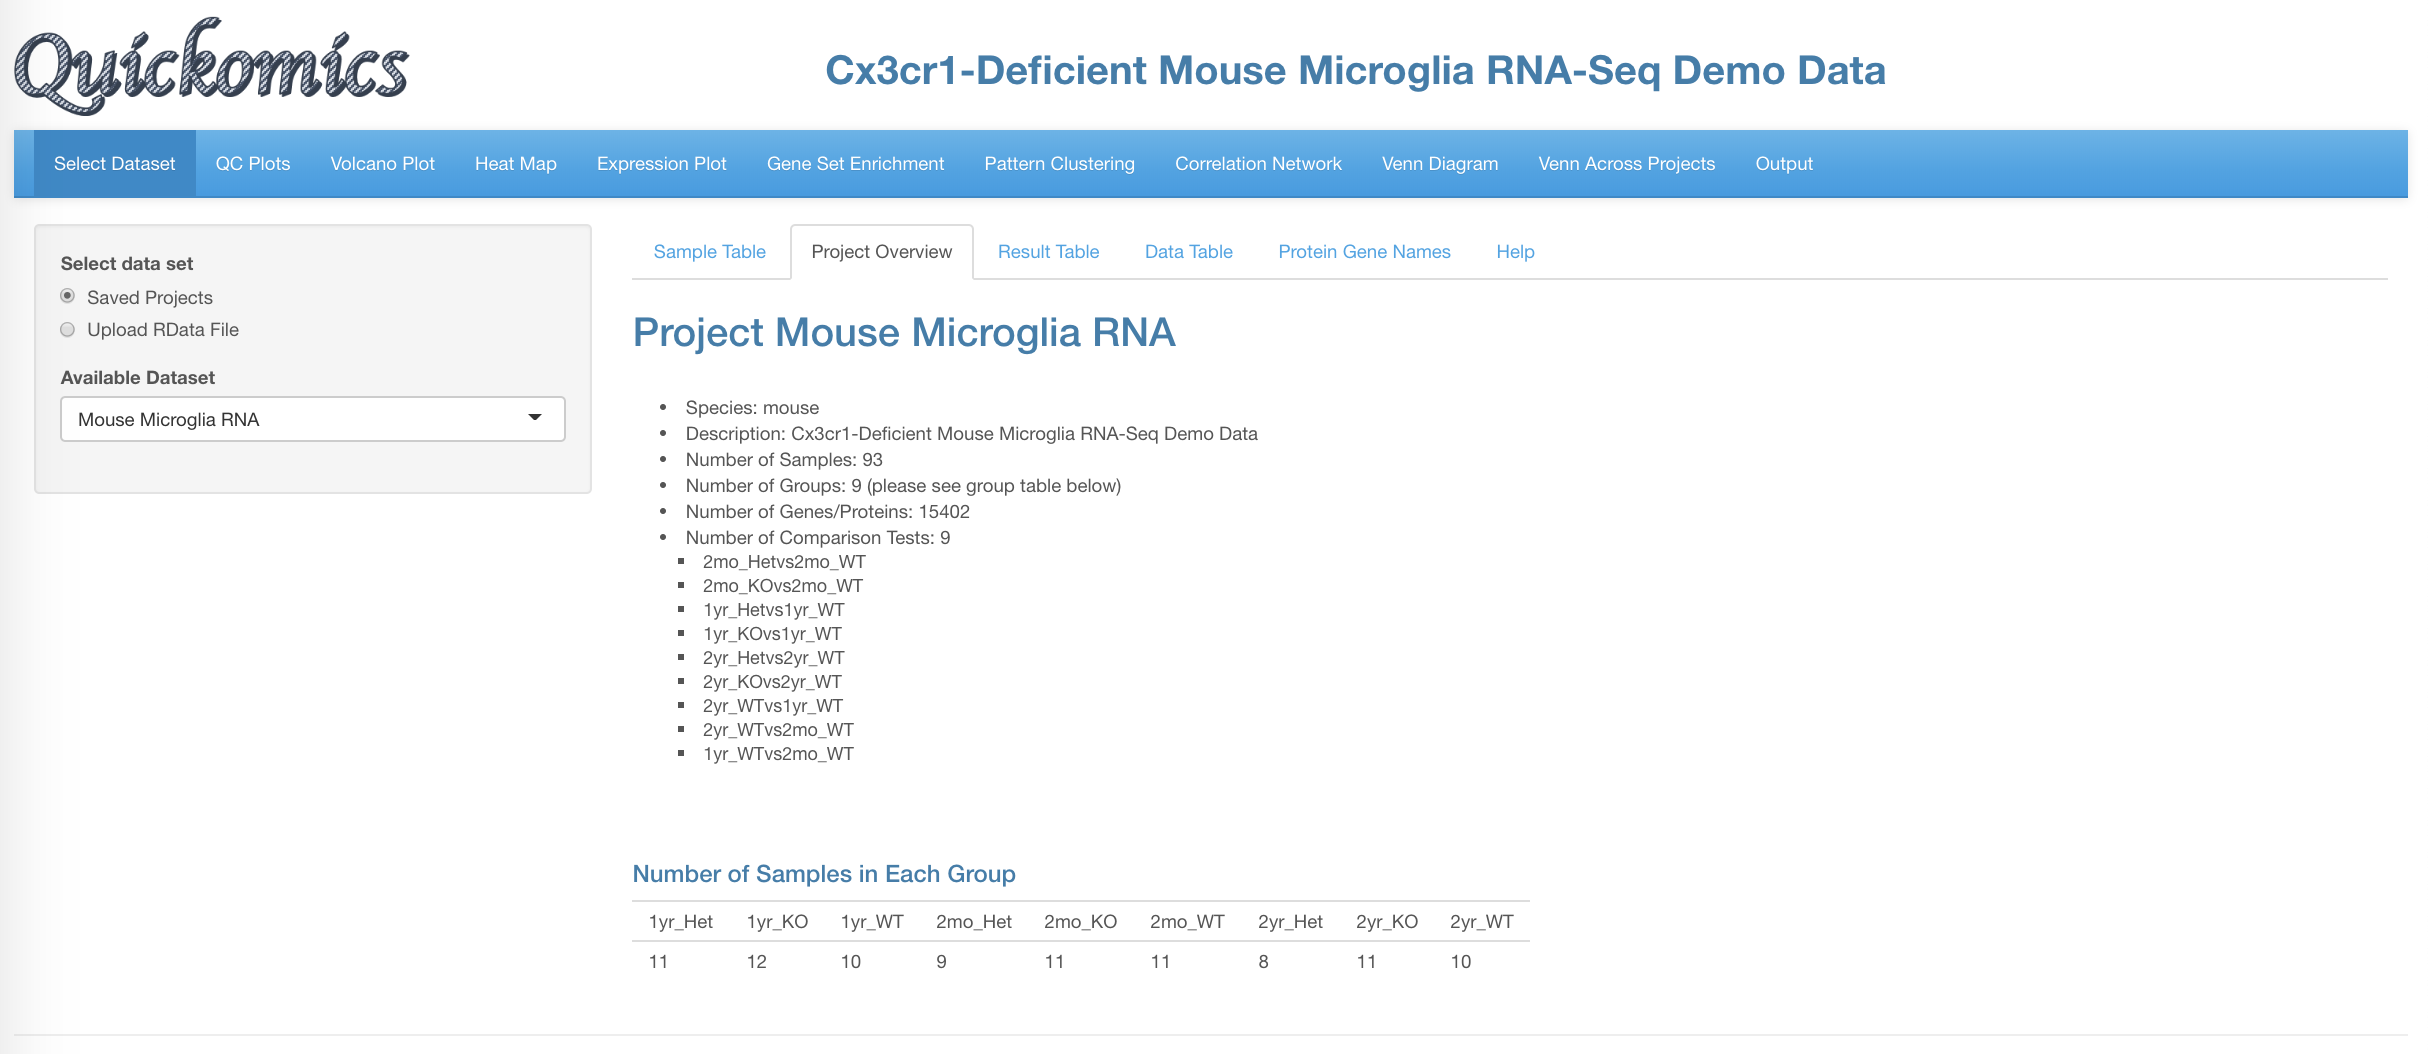 Quickomics
Cx3cr1-Deficient Mouse Microglia RNA-Seq Demo Data
Select Dataset QC Plots Volcano Plot Heat Map Expression Plot Gene Set Enrichment Pattern Clustering Correlation Network Venn Diagram Venn Across Projects Output
Select data set
Saved Projects
Upload RData File
Available Dataset
Mouse Microglia RNA
Sample Table Project Overview Result Table Data Table Protein Gene Names Help
Project Mouse Microglia RNA
• Species: mouse
• Description: Cx3cr1-Deficient Mouse Microglia RNA-Seq Demo Data
• Number of Samples: 93
• Number of Groups: 9 (please see group table below)
• Number of Genes/Proteins: 15402
• Number of Comparison Tests: 9
▪ 2mo_Hetvs2mo_WT
▪ 2mo_KOvs2mo_WT
▪ 1yr_Hetvs1yr_WT
▪ 1yr_KOvs1yr_WT
▪ 2yr_Hetvs2yr_WT
▪ 2yr_KOvs2yr_WT
▪ 2yr_WTvs1yr_WT
▪ 2yr_WTvs2mo_WT
▪ 1yr_WTvs2mo_WT
Number of Samples in Each Group
1yr_Het 1yr_KO 1yr_WT 2mo_Het 2mo_KO 2mo_WT 2yr_Het 2yr_KO 2yr_WT
11 12 10 9 11 11 8 11 10